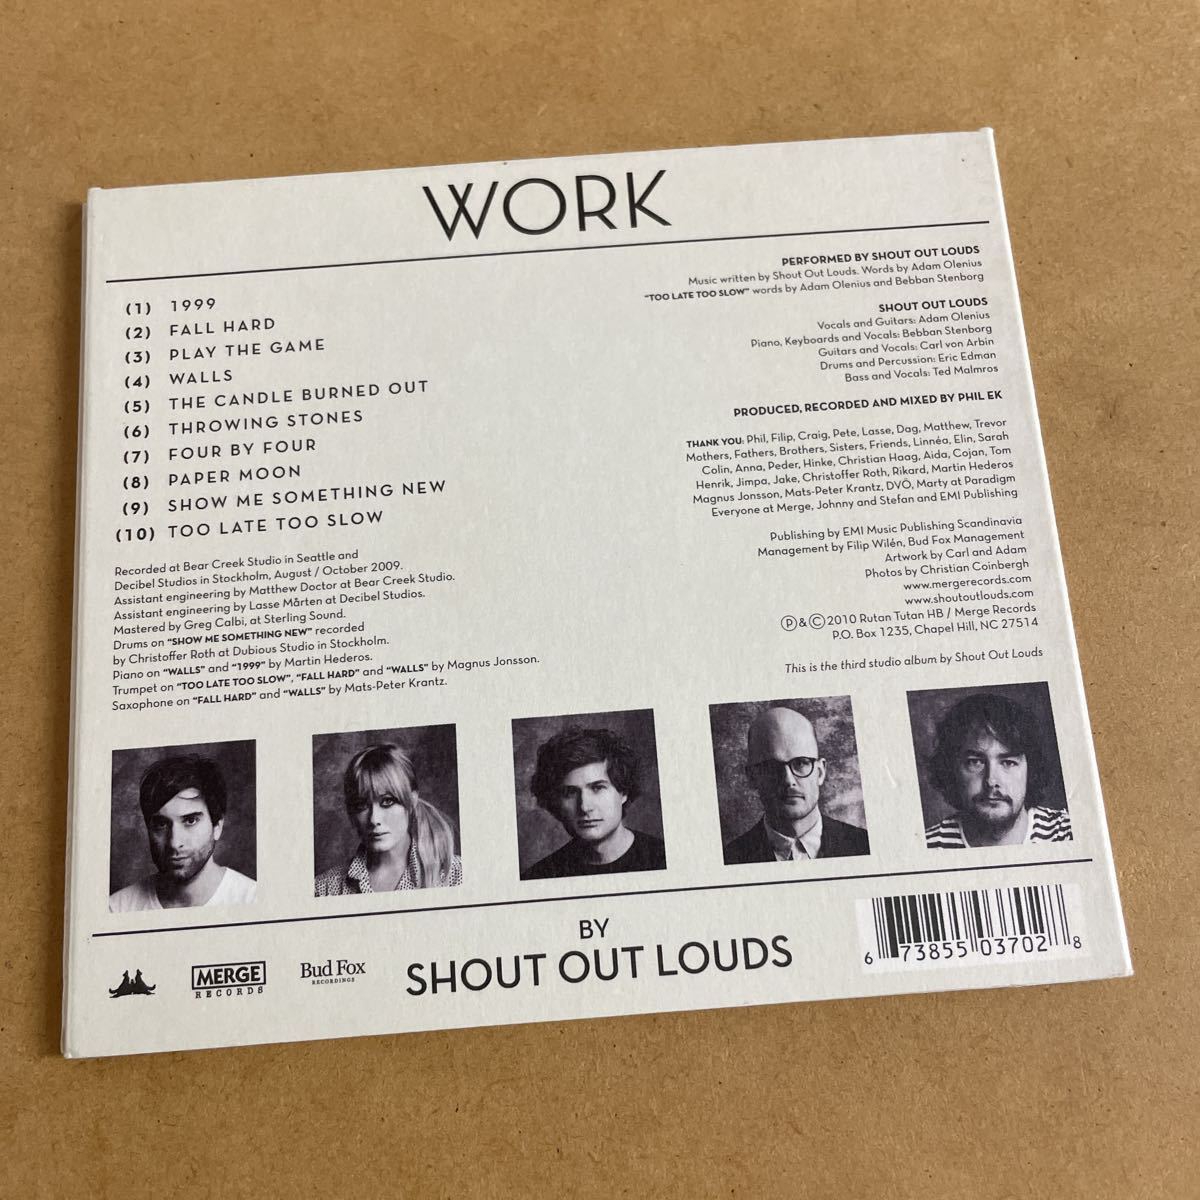 WORK
(1) 1999
(2) FALL HARD
(3) PLAY THE GAME
(4) WALLS
(5) THE CANDLE BURNED OUT
(6) THROWING STONES
(7) FOUR BY FOUR
(8) PAPER MOON
(9) SHOW ME SOMETHING NEW
(10) TOO LATE TOO SLOW
Recorded at Bear Creek Studio in Seattle and
Decibel Studios in Stockholm, August / October 2009.
Assistant engineering by Matthew Doctor at Bear Creek Studio.
Assistant engineering by Lasse Mårten at Decibel Studios.
Mastered by Greg Calbi, at Sterling Sound.
Drums on "SHOW ME SOMETHING NEW" recorded
by Christoffer Roth at Dubious Studio in Stockholm.
Piano on "WALLS" and "1999" by Martin Hederos.
Trumpet on "TOO LATE TOO SLOW", "FALL HARD" and "WALLS" by Magnus Jonsson.
Saxophone on "FALL HARD" and "WALLS" by Mats-Peter Krantz.
PERFORMED BY SHOUT OUT LOUDS
Music written by Shout Out Louds. Words by Adam Olenius
"TOO LATE TOO SLOW" words by Adam Olenius and Bebban Stenborg
SHOUT OUT LOUDS
Vocals and Guitars: Adam Olenius
Piano, Keyboards and Vocals: Bebban Stenborg
Guitars and Vocals: Carl von Arbin
Drums and Percussion: Eric Edman
Bass and Vocals: Ted Malmros
PRODUCED, RECORDED AND MIXED BY PHIL EK
THANK YOU: Phil, Filip, Craig, Pete, Lasse, Dag, Matthew, Trevor
Mothers, Fathers, Brothers, Sisters, Friends, Linnéa, Elin, Sarah
Colin, Anna, Peder, Hinke, Christian Haag, Aida, Cojan, Tom
Henrik, Jimpa, Jake, Christoffer Roth, Rikard, Martin Hederos
Magnus Jonsson, Mats-Peter Krantz, DVÖ, Marty at Paradigm
Everyone at Merge, Johnny and Stefan and EMI Publishing
Publishing by EMI Music Publishing Scandinavia
Management by Filip Wilén, Bud Fox Management
Artwork by Carl and Adam
Photos by Christian Coinbergh
www.mergerecords.com
www.shoutoutlouds.com
Ⓟ&Ⓒ2010 Rutan Tutan HB / Merge Records
P.O. Box 1235, Chapel Hill, NC 27514
This is the third studio album by Shout Out Louds
BY
SHOUT OUT LOUDS
MERGE
RECORDS
Bud Fox
RECORDINGS
6 73855 03702 8